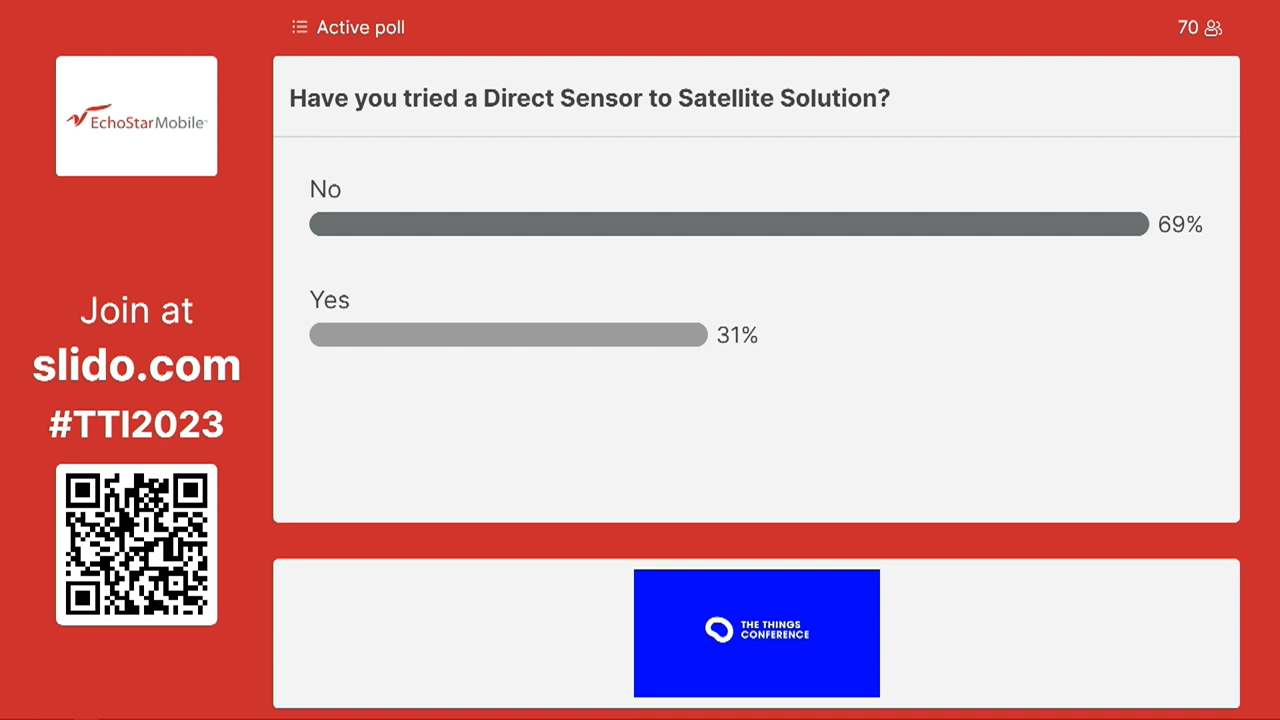 Active poll
70
EchoStar Mobile
Have you tried a Direct Sensor to Satellite Solution?
No
69%
Yes
31%
Join at
slido.com
#TTI2023
THE THINGS
CONFERENCE